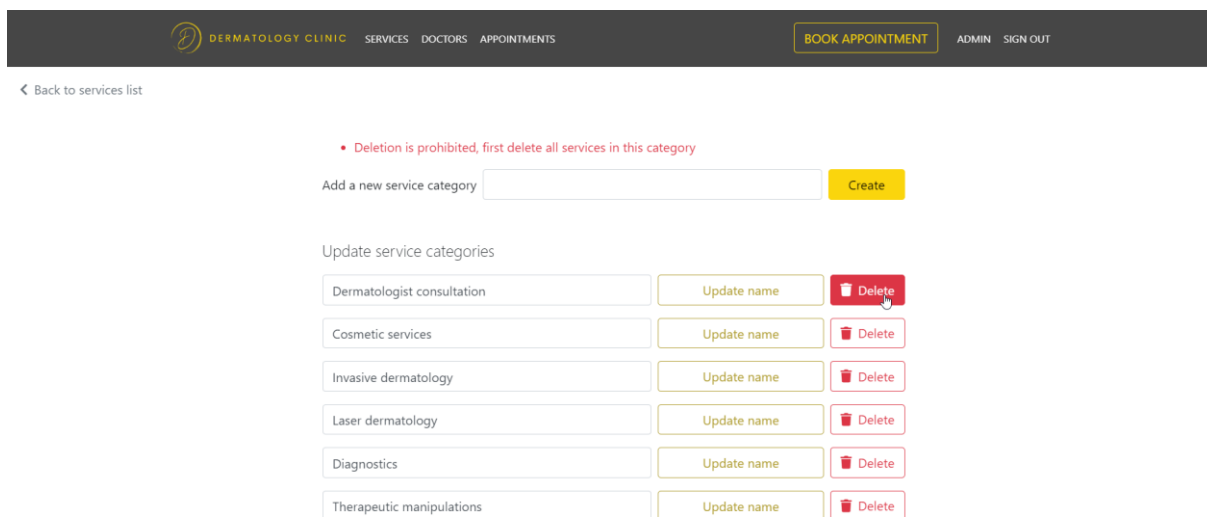 DERMATOLOGY CLINIC SERVICES DOCTORS APPOINTMENTS BOOK APPOINTMENT ADMIN SIGN OUT
Back to services list
• Deletion is prohibited, first delete all services in this category
Add a new service category Create
Update service categories
Dermatologist consultation Update name Delete
Cosmetic services Update name Delete
Invasive dermatology Update name Delete
Laser dermatology Update name Delete
Diagnostics Update name Delete
Therapeutic manipulations Update name Delete